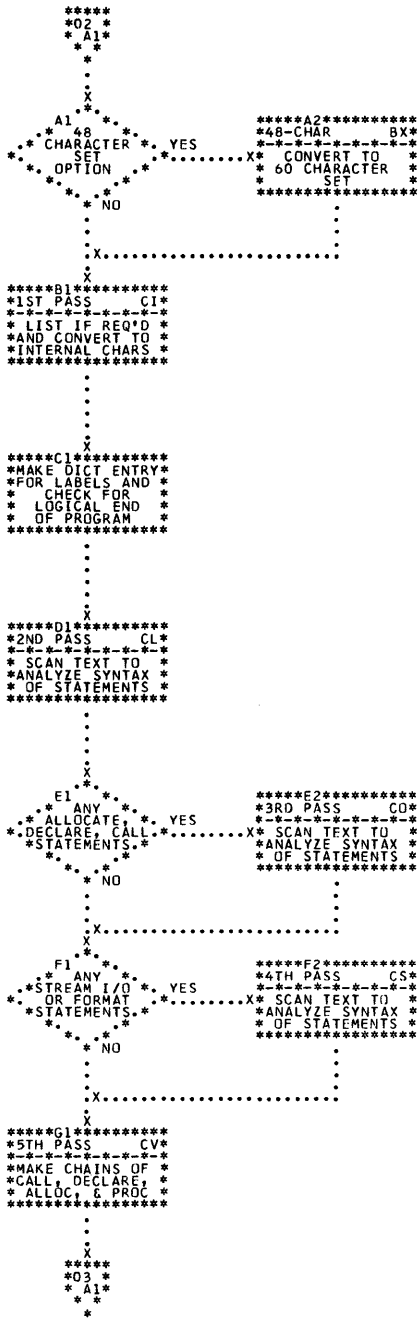 *02 *
* A1*
A1
48
CHARACTER
SET
OPTION
YES
NO
*****A2**********
*48-CHAR BX*
*-*-*-*-*-*-*-*-*
* CONVERT TO *
* 60 CHARACTER *
* SET *
*****B1**********
*1ST PASS CI*
*-*-*-*-*-*-*-*-*
* LIST IF REQ'D *
*AND CONVERT TO *
*INTERNAL CHARS *
*****C1**********
*MAKE DICT ENTRY*
*FOR LABELS AND *
* CHECK FOR *
* LOGICAL END *
* OF PROGRAM *
*****D1**********
*2ND PASS CL*
*-*-*-*-*-*-*-*-*
* SCAN TEXT TO *
*ANALYZE SYNTAX *
* OF STATEMENTS *
E1
ANY
ALLOCATE,
DECLARE, CALL
STATEMENTS
YES
NO
*****E2**********
*3RD PASS CO*
*-*-*-*-*-*-*-*-*
* SCAN TEXT TO *
*ANALYZE SYNTAX *
* OF STATEMENTS *
F1
ANY
STREAM I/O
OR FORMAT
STATEMENTS
YES
NO
*****F2**********
*4TH PASS CS*
*-*-*-*-*-*-*-*-*
* SCAN TEXT TO *
*ANALYZE SYNTAX *
* OF STATEMENTS *
*****G1**********
*5TH PASS CV*
*-*-*-*-*-*-*-*-*
*MAKE CHAINS OF *
*CALL, DECLARE, *
* ALLOC, & PROC *
*03 *
* A1*